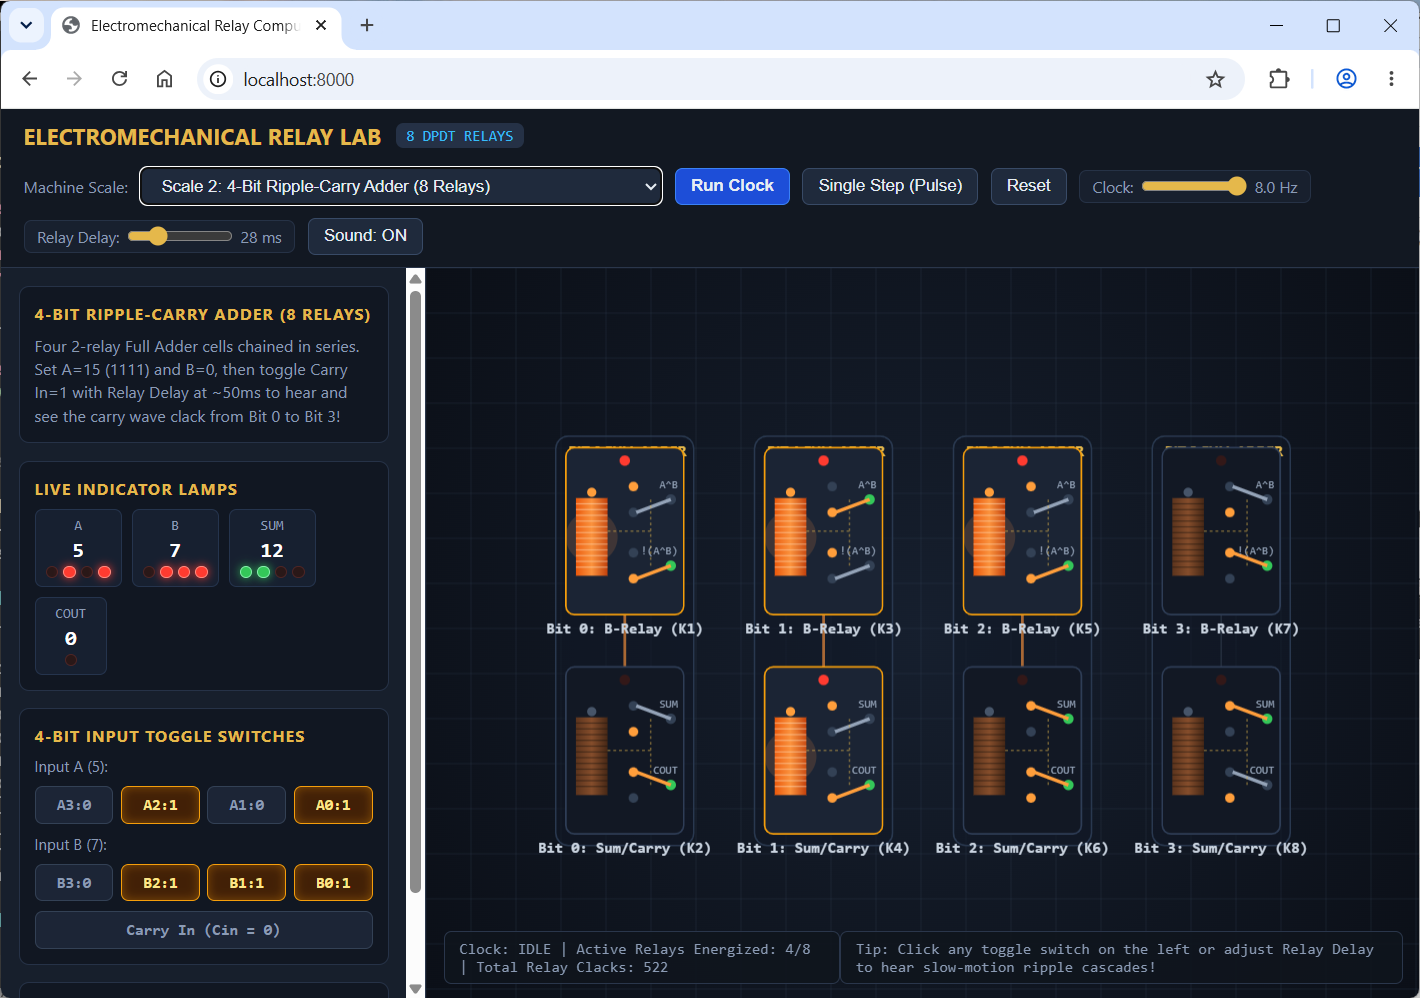 Electromechanical Relay Compu
localhost:8000
ELECTROMECHANICAL RELAY LAB
8 DPDT RELAYS
Machine Scale:
Scale 2: 4-Bit Ripple-Carry Adder (8 Relays)
Run Clock
Single Step (Pulse)
Reset
Clock:
8.0 Hz
Relay Delay:
28 ms
Sound: ON
4-BIT RIPPLE-CARRY ADDER (8 RELAYS)
Four 2-relay Full Adder cells chained in series.
Set A=15 (1111) and B=0, then toggle Carry
In=1 with Relay Delay at ~50ms to hear and
see the carry wave clack from Bit 0 to Bit 3!
LIVE INDICATOR LAMPS
A
5
B
7
SUM
12
COUT
0
4-BIT INPUT TOGGLE SWITCHES
Input A (5):
A3:0 A2:1 A1:0 A0:1
Input B (7):
B3:0 B2:1 B1:1 B0:1
Carry In (Cin = 0)
A^B
!(A^B)
Bit 0: B-Relay (K1)
A^B
!(A^B)
Bit 1: B-Relay (K3)
A^B
!(A^B)
Bit 2: B-Relay (K5)
A^B
!(A^B)
Bit 3: B-Relay (K7)
SUM
COUT
Bit 0: Sum/Carry (K2)
SUM
COUT
Bit 1: Sum/Carry (K4)
SUM
COUT
Bit 2: Sum/Carry (K6)
SUM
COUT
Bit 3: Sum/Carry (K8)
Clock: IDLE | Active Relays Energized: 4/8
| Total Relay Clacks: 522
Tip: Click any toggle switch on the left or adjust Relay Delay
to hear slow-motion ripple cascades!